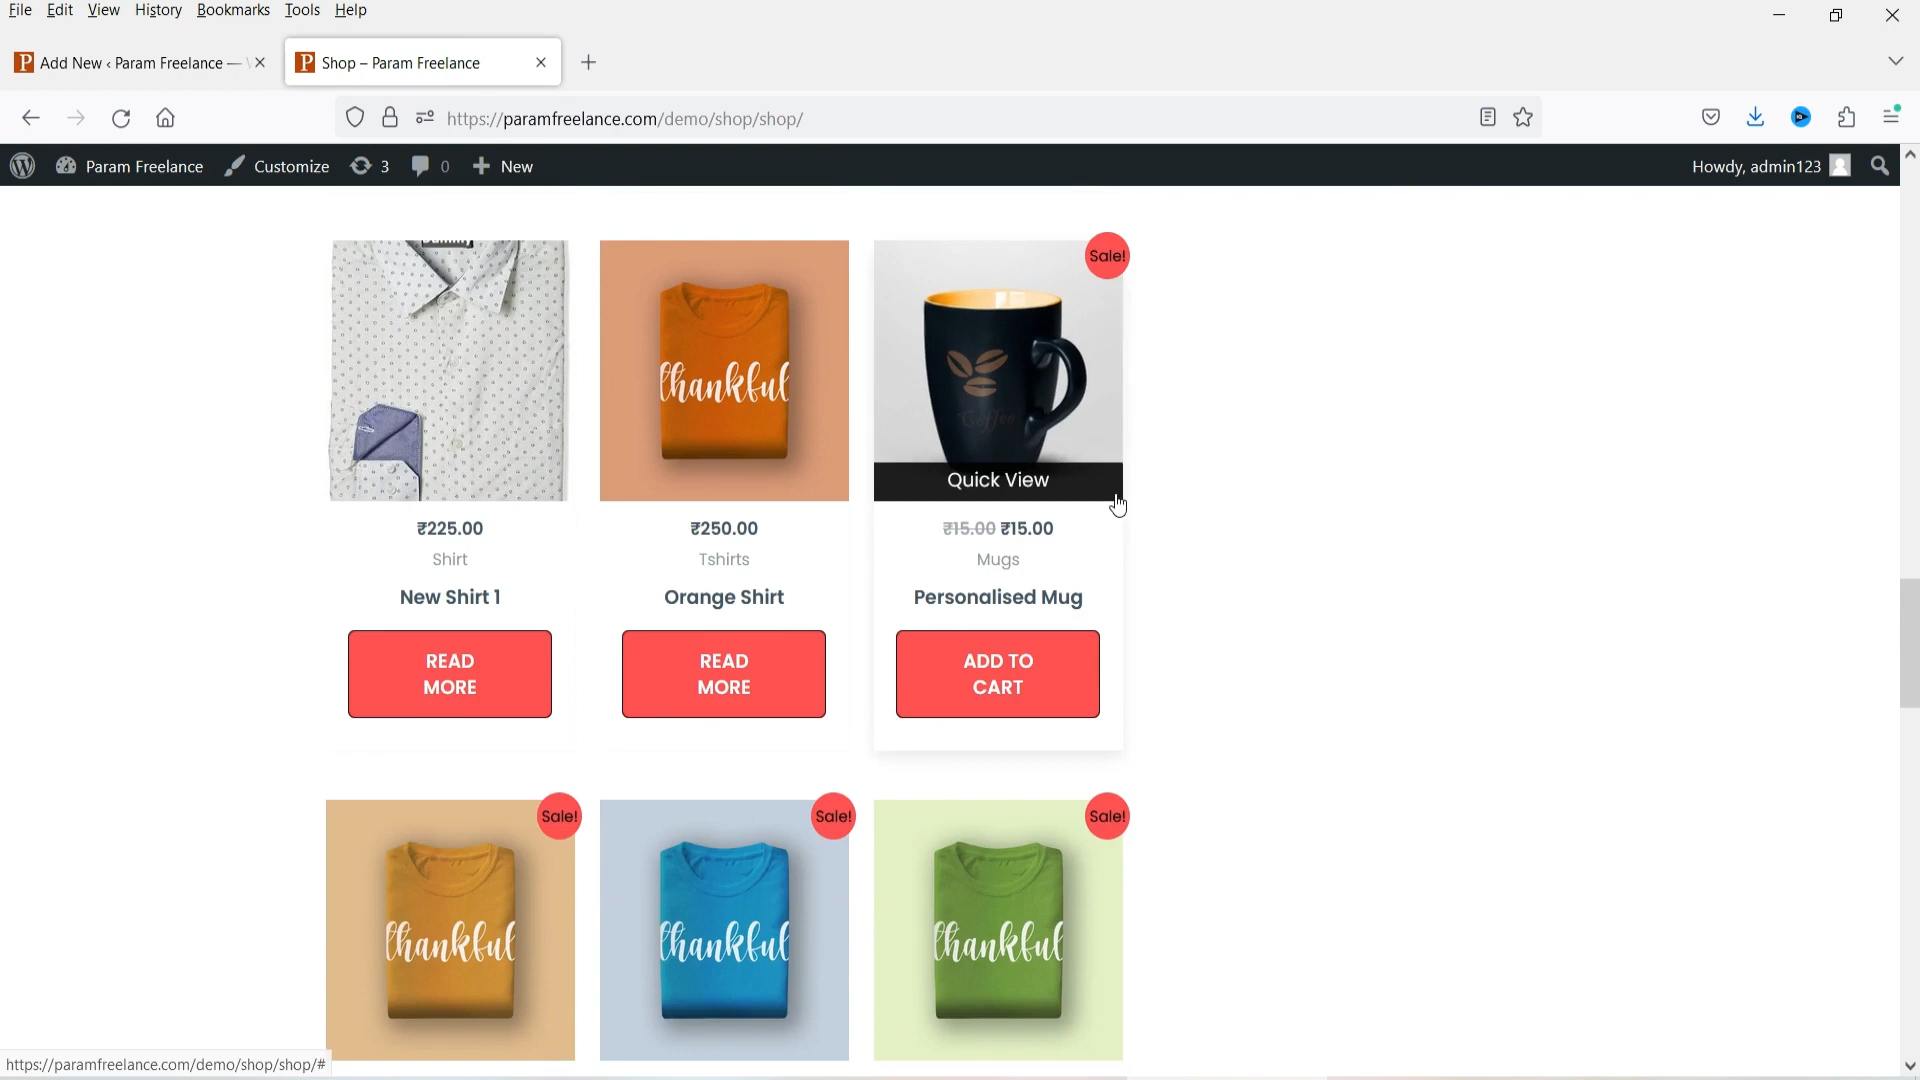 File Edit View History Bookmarks Tools Help
Add New ‹ Param Freelance —
Shop – Param Freelance
https://paramfreelance.com/demo/shop/shop/
Param Freelance Customize 3 0 New
Howdy, admin123
Sale!
thankful
Coffee
Quick View
₹225.00
Shirt
New Shirt 1
READ
MORE
₹250.00
Tshirts
Orange Shirt
READ
MORE
₹15.00 ₹15.00
Mugs
Personalised Mug
ADD TO
CART
Sale!
Sale!
Sale!
thankful
thankful
thankful
https://paramfreelance.com/demo/shop/shop/#